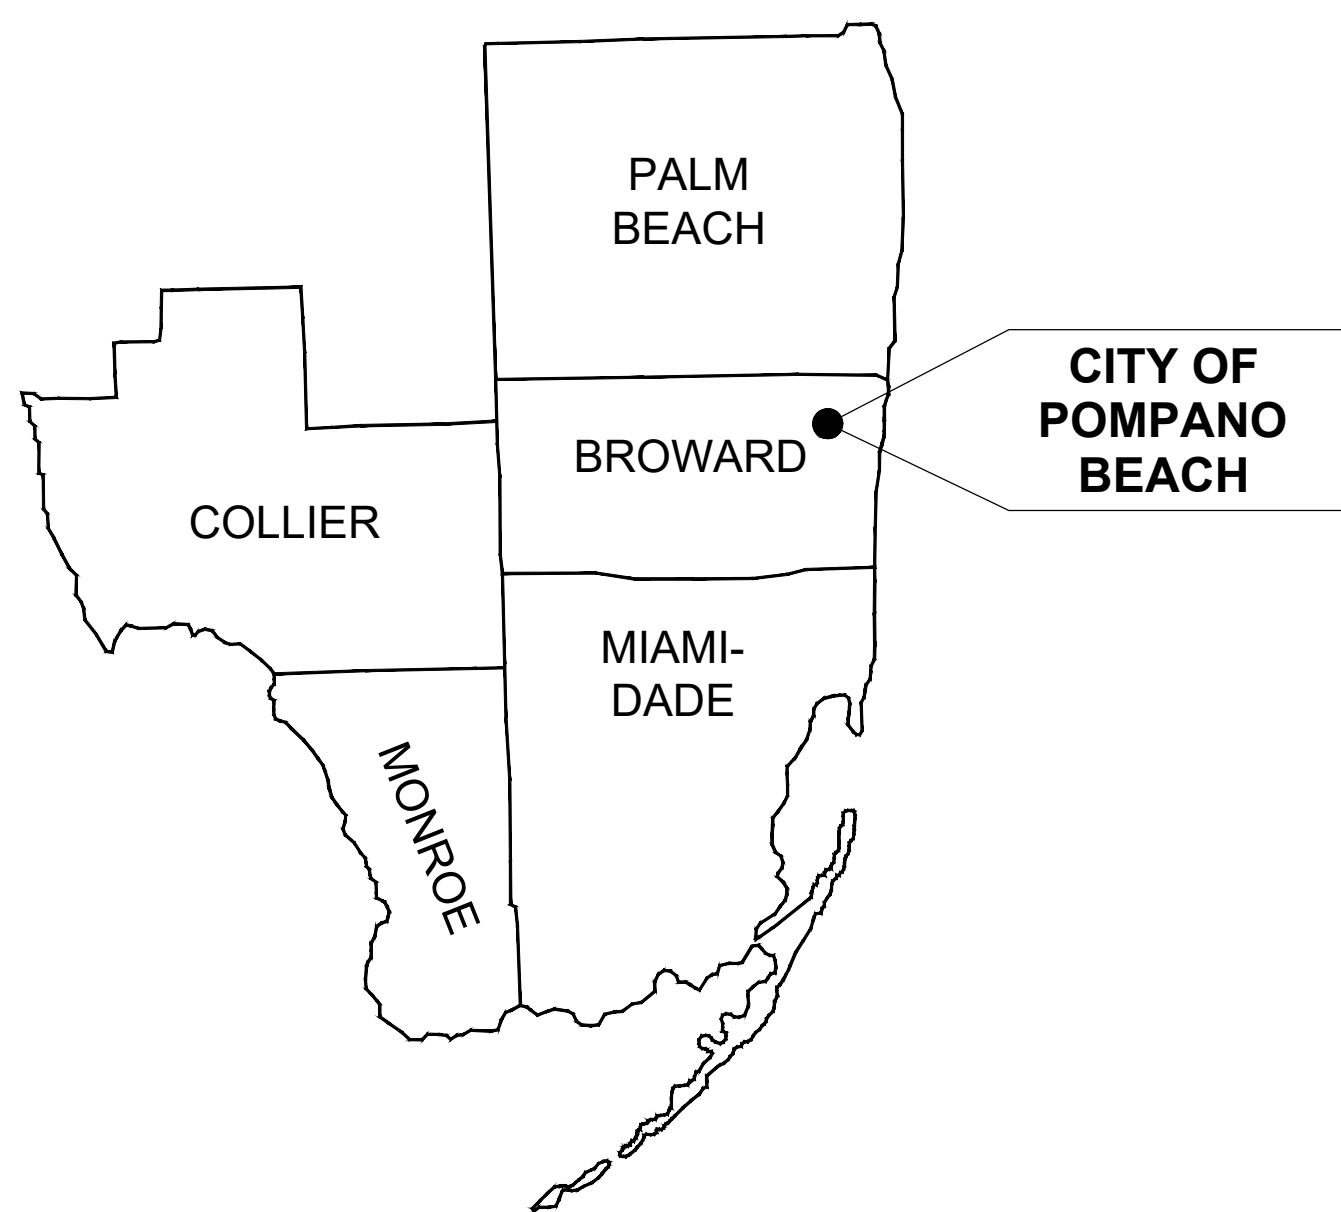 PALM
BEACH
CITY OF
POMPANO
BEACH
BROWARD
COLLIER
MIAMI-
DADE
MONROE